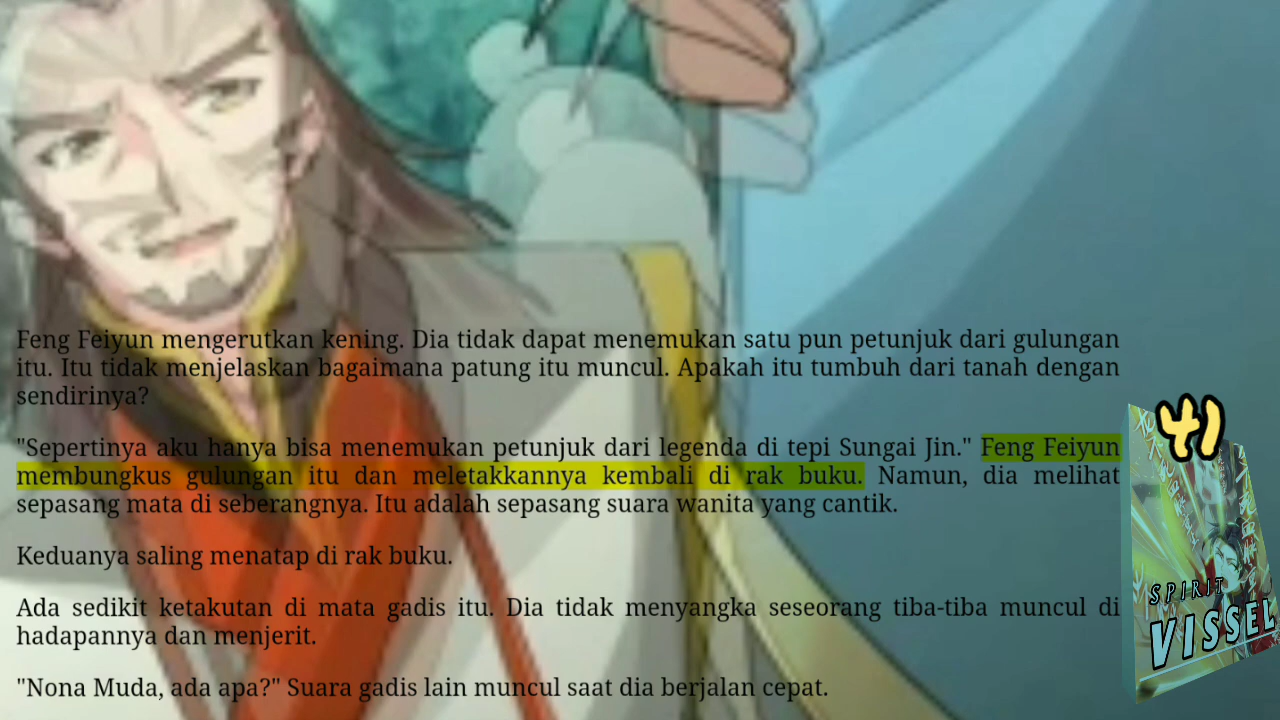 Feng Feiyun mengerutkan kening. Dia tidak dapat menemukan satu pun petunjuk dari gulungan
itu. Itu tidak menjelaskan bagaimana patung itu muncul. Apakah itu tumbuh dari tanah dengan
sendirinya?
"Sepertinya aku hanya bisa menemukan petunjuk dari legenda di tepi Sungai Jin." Feng Feiyun
membungkus gulungan itu dan meletakkannya kembali di rak buku. Namun, dia melihat
sepasang mata di seberangnya. Itu adalah sepasang suara wanita yang cantik.
Keduanya saling menatap di rak buku.
Ada sedikit ketakutan di mata gadis itu. Dia tidak menyangka seseorang tiba-tiba muncul di
hadapannya dan menjerit.
"Nona Muda, ada apa?" Suara gadis lain muncul saat dia berjalan cepat.
41
SPIRIT
VISSEL